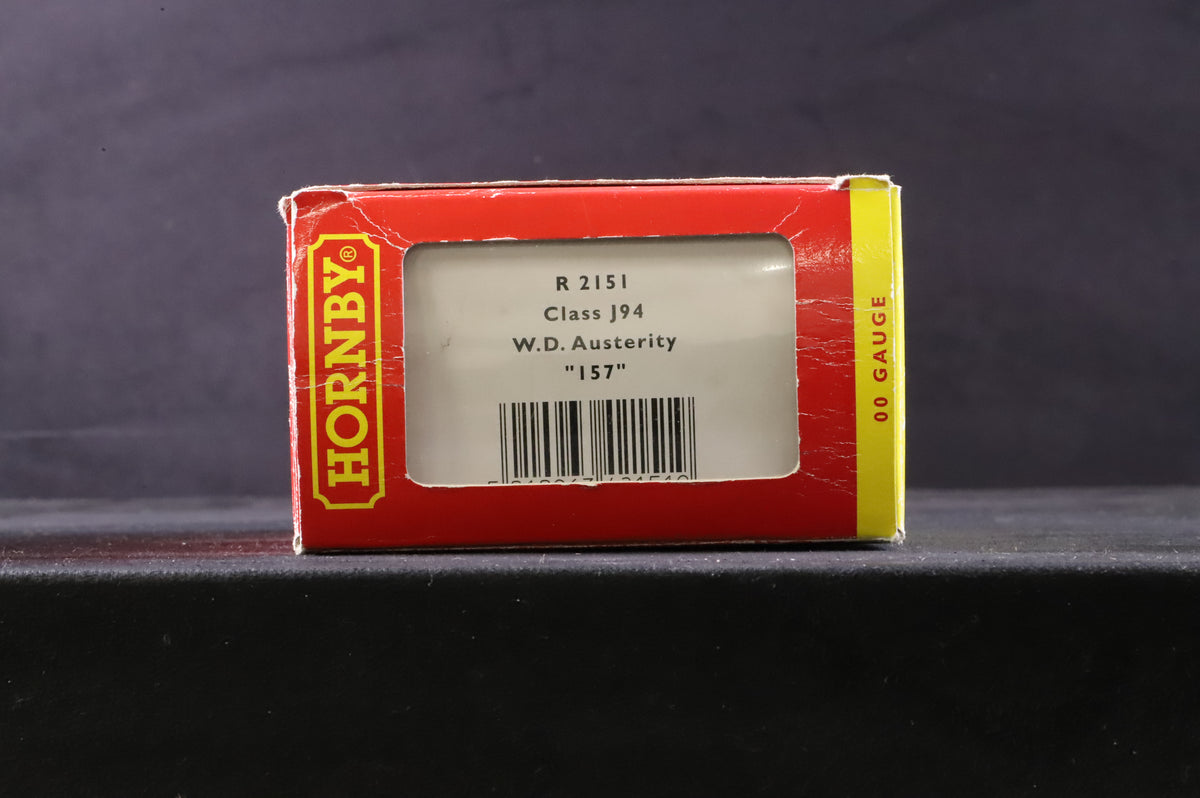 HORNBY®
R 2151
Class J94
W.D. Austerity
"157"
00 GAUGE